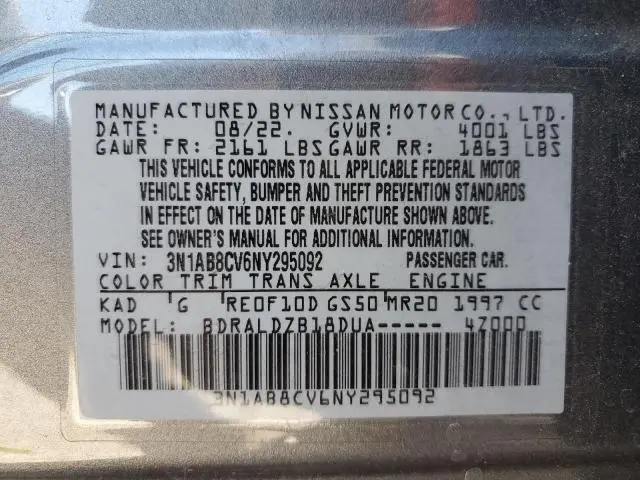 MANUFACTURED BY NISSAN MOTOR CO., LTD.
DATE: 08/22. GVWR: 4001 LBS
GAWR FR: 2161 LBS GAWR RR: 1863 LBS
THIS VEHICLE CONFORMS TO ALL APPLICABLE FEDERAL MOTOR
VEHICLE SAFETY, BUMPER AND THEFT PREVENTION STANDARDS
IN EFFECT ON THE DATE OF MANUFACTURE SHOWN ABOVE.
SEE OWNER'S MANUAL FOR ADDITIONAL INFORMATION.
VIN: 3N1AB8CV6NY295092 PASSENGER CAR.
COLOR TRIM TRANS AXLE ENGINE
KAD G RE0F10D GS50 MR20 1997 CC
MODEL: BDRALDZB18DUA----- 4Z000
3N1AB8CV6NY295092